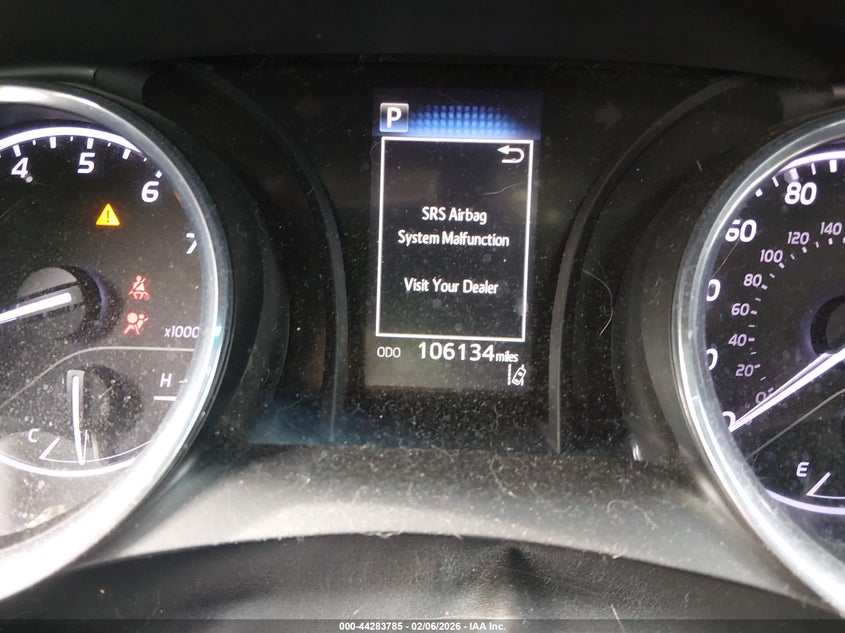 4 5 6 7
x1000
H
C
P
SRS Airbag
System Malfunction
Visit Your Dealer
ODO 106134 miles
60 80
0 20 40 60 80 100 120 140
E
000-44283785 - 02/06/2026 - IAA Inc.